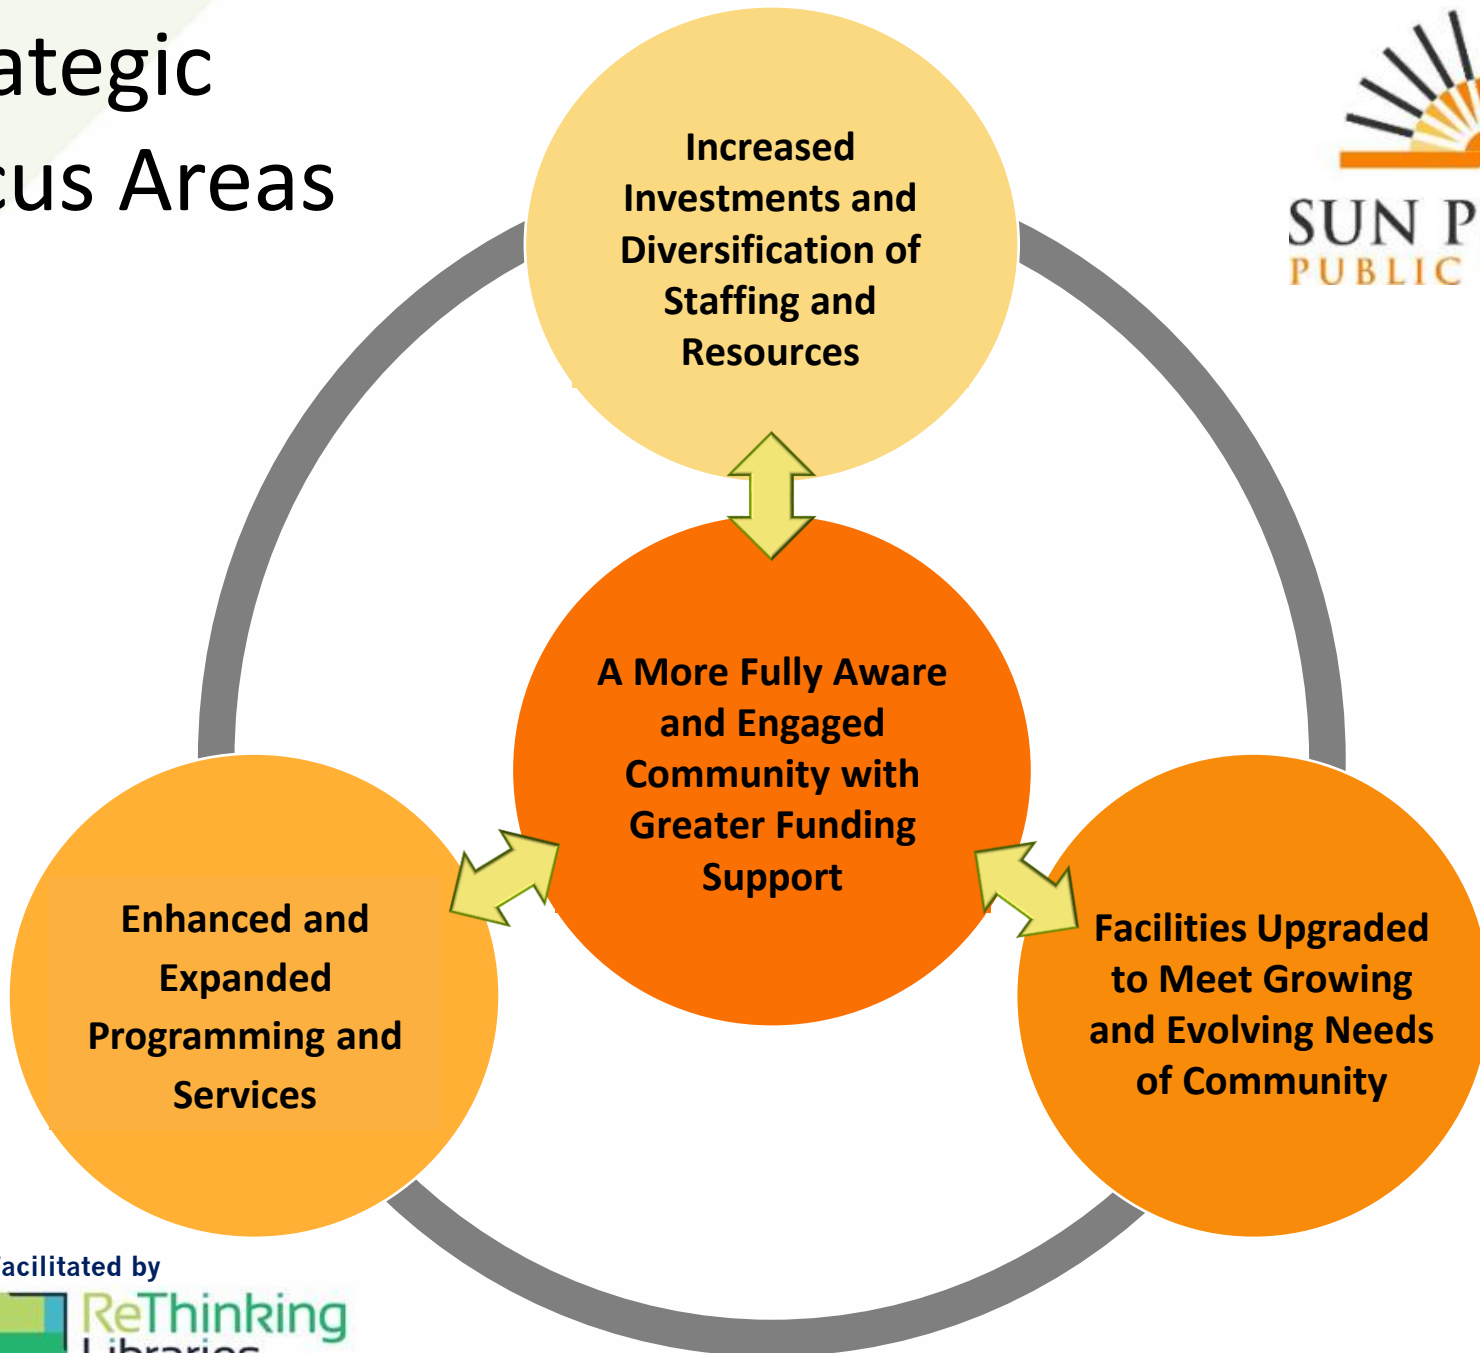 ategic
cus Areas
SUN P
PUBLIC
Increased
Investments and
Diversification of
Staffing and
Resources
A More Fully Aware
and Engaged
Community with
Greater Funding
Support
Enhanced and
Expanded
Programming and
Services
Facilities Upgraded
to Meet Growing
and Evolving Needs
of Community
acilitated by
ReThinking
Libraries